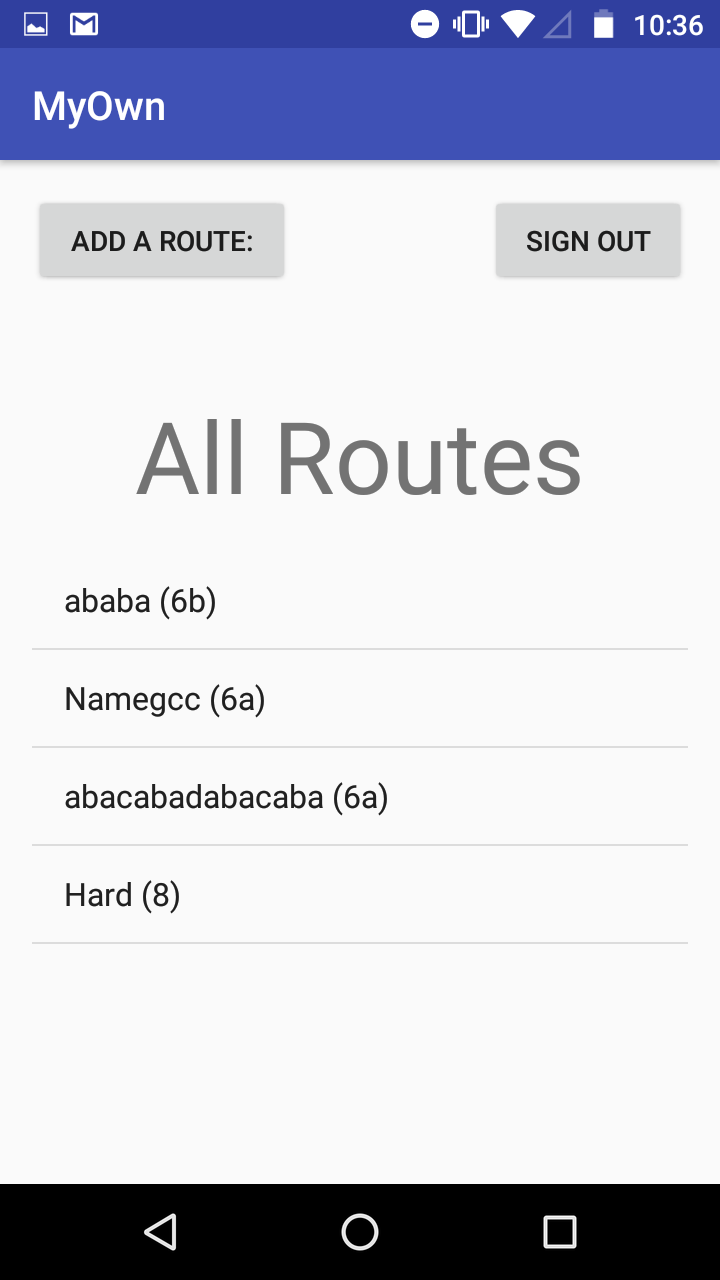 10:36
MyOwn
ADD A ROUTE:
SIGN OUT
All Routes
ababa (6b)
Namegcc (6a)
abacabadabacaba (6a)
Hard (8)